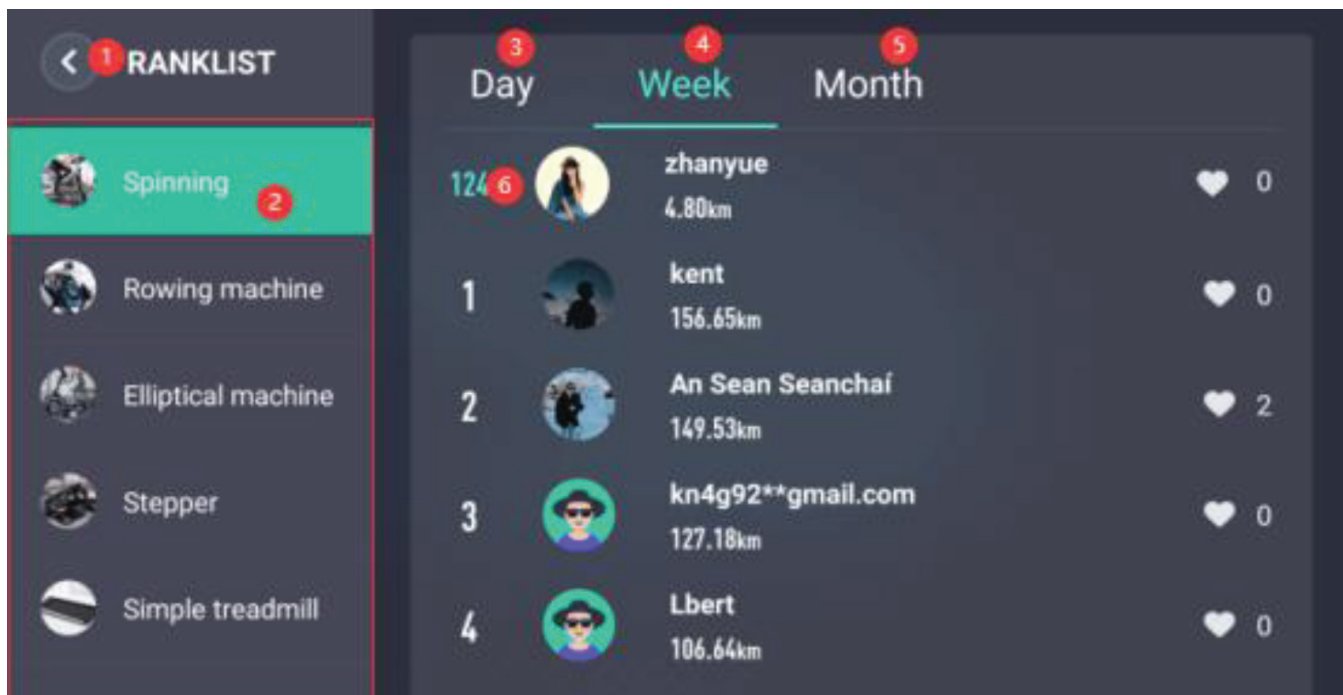 1 RANKLIST
Spinning
2
Rowing machine
Elliptical machine
Stepper
Simple treadmill
3 4 5
Day Week Month
124 6 zhanyue 0
4.80km
1 kent 0
156.65km
2 An Sean Seanchaí 2
149.53km
3 kn4g92**gmail.com 0
127.18km
4 Lbert 0
106.64km